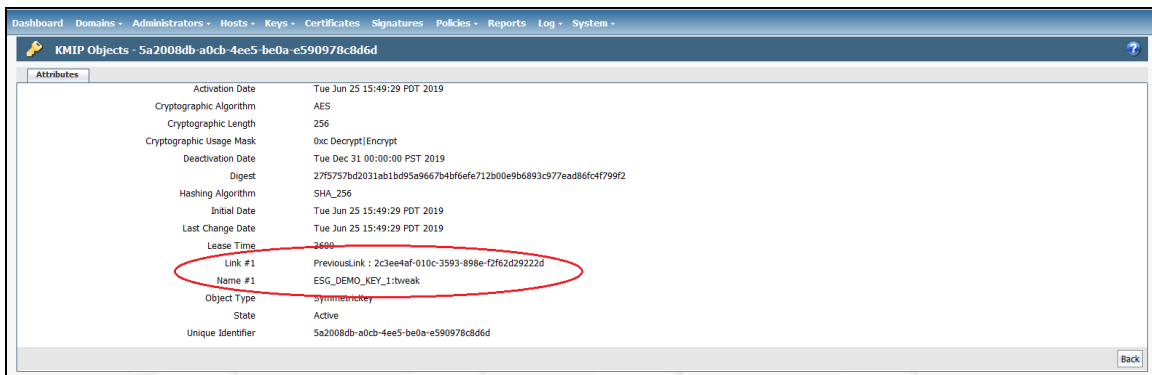 Dashboard Domains Administrators Hosts Keys Certificates Signatures Policies Reports Log System
KMIP Objects - 5a2008db-a0cb-4ee5-be0a-e590978c8d6d
?
Attributes
Activation Date Tue Jun 25 15:49:29 PDT 2019
Cryptographic Algorithm AES
Cryptographic Length 256
Cryptographic Usage Mask 0xc Decrypt|Encrypt
Deactivation Date Tue Dec 31 00:00:00 PST 2019
Digest 27f5757bd2031ab1bd95a9667b4bf6efe712b00e9b6893c977ead86fc4f799f2
Hashing Algorithm SHA_256
Initial Date Tue Jun 25 15:49:29 PDT 2019
Last Change Date Tue Jun 25 15:49:29 PDT 2019
Lease Time 3600
Link #1 PreviousLink : 2c3ee4af-010c-3593-898e-f2f62d29222d
Name #1 ESG_DEMO_KEY_1:tweak
Object Type SymmetricKey
State Active
Unique Identifier 5a2008db-a0cb-4ee5-be0a-e590978c8d6d
Back